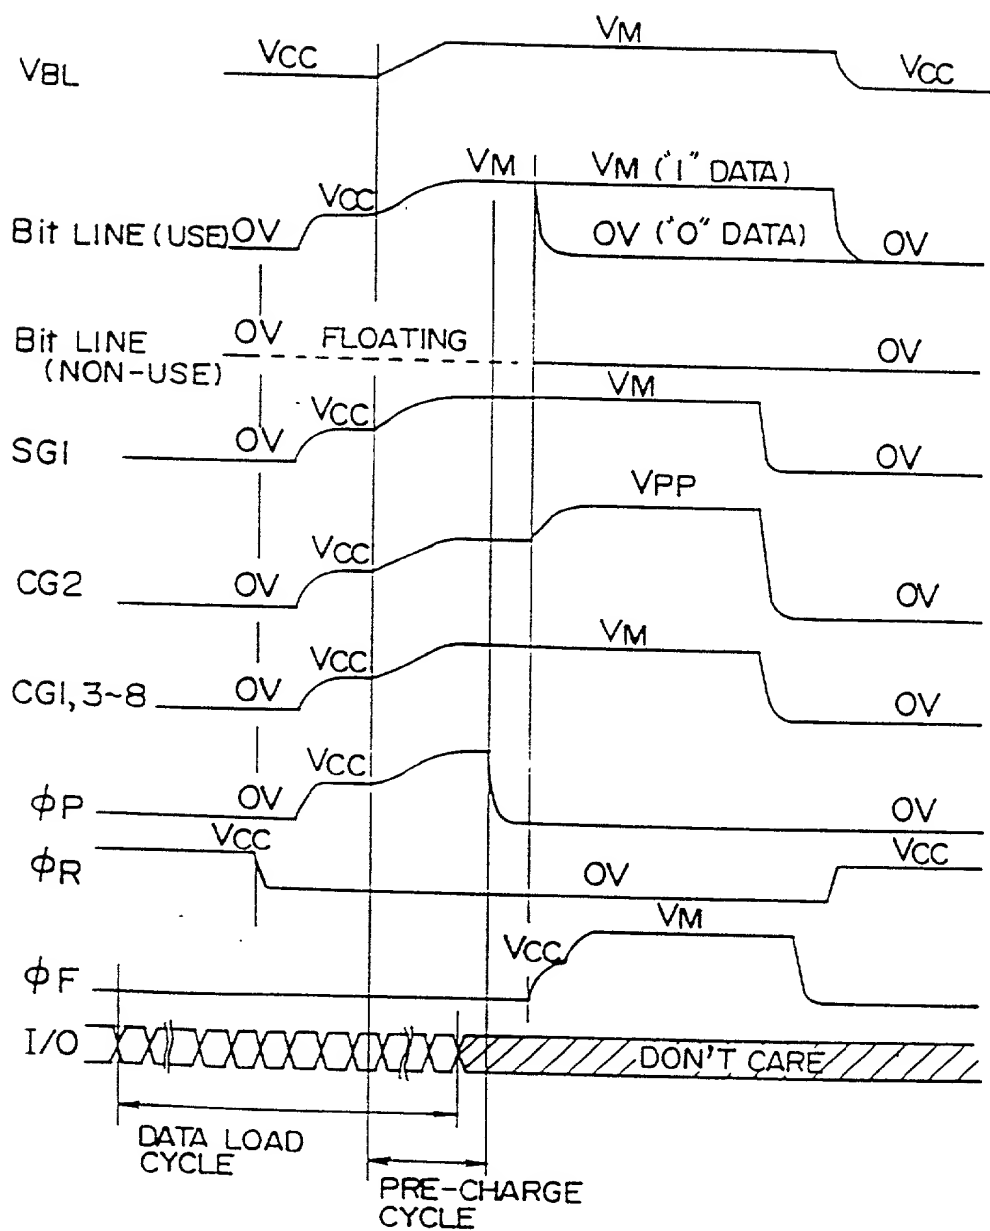 VM
VBL VCC VCC
VM VM ("1" DATA)
VCC
Bit LINE (USE) 0V 0V ("0" DATA) 0V
Bit LINE (NON-USE) 0V FLOATING 0V
VCC VM
SG1 0V 0V
VPP
VCC
CG2 0V 0V
VCC VM
CG1, 3~8 0V 0V
VCC
φP 0V 0V
φR VCC 0V VCC
VCC VM
φF
I/O DON'T CARE
DATA LOAD
CYCLE
PRE-CHARGE
CYCLE